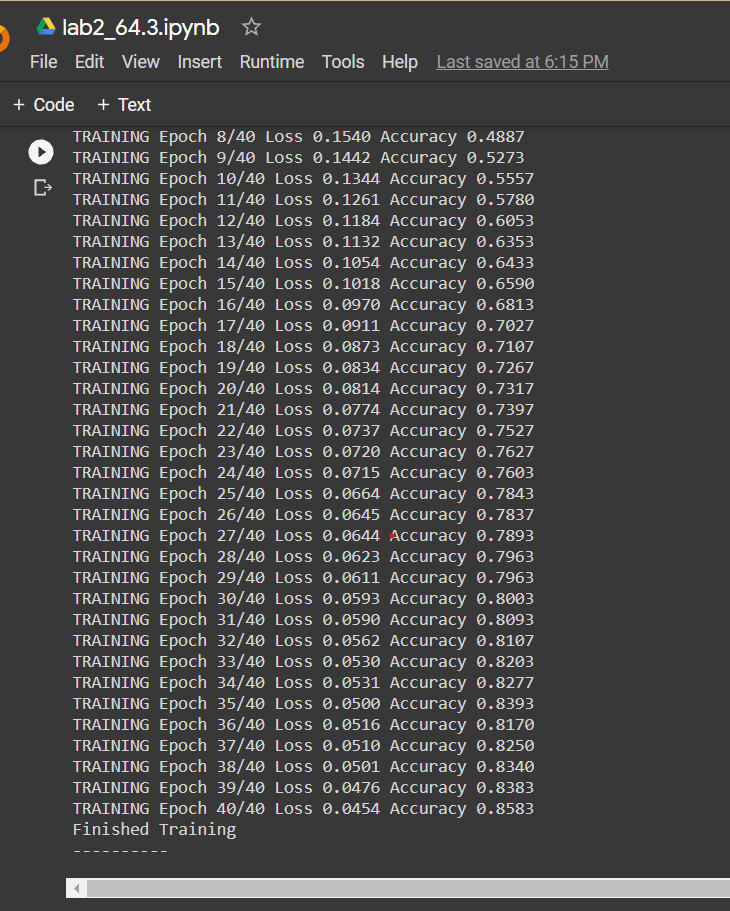 lab2_64.3.ipynb
File Edit View Insert Runtime Tools Help Last saved at 6:15 PM
+ Code + Text
TRAINING Epoch 8/40 Loss 0.1540 Accuracy 0.4887
TRAINING Epoch 9/40 Loss 0.1442 Accuracy 0.5273
TRAINING Epoch 10/40 Loss 0.1344 Accuracy 0.5557
TRAINING Epoch 11/40 Loss 0.1261 Accuracy 0.5780
TRAINING Epoch 12/40 Loss 0.1184 Accuracy 0.6053
TRAINING Epoch 13/40 Loss 0.1132 Accuracy 0.6353
TRAINING Epoch 14/40 Loss 0.1054 Accuracy 0.6433
TRAINING Epoch 15/40 Loss 0.1018 Accuracy 0.6590
TRAINING Epoch 16/40 Loss 0.0970 Accuracy 0.6813
TRAINING Epoch 17/40 Loss 0.0911 Accuracy 0.7027
TRAINING Epoch 18/40 Loss 0.0873 Accuracy 0.7107
TRAINING Epoch 19/40 Loss 0.0834 Accuracy 0.7267
TRAINING Epoch 20/40 Loss 0.0814 Accuracy 0.7317
TRAINING Epoch 21/40 Loss 0.0774 Accuracy 0.7397
TRAINING Epoch 22/40 Loss 0.0737 Accuracy 0.7527
TRAINING Epoch 23/40 Loss 0.0720 Accuracy 0.7627
TRAINING Epoch 24/40 Loss 0.0715 Accuracy 0.7603
TRAINING Epoch 25/40 Loss 0.0664 Accuracy 0.7843
TRAINING Epoch 26/40 Loss 0.0645 Accuracy 0.7837
TRAINING Epoch 27/40 Loss 0.0644 Accuracy 0.7893
TRAINING Epoch 28/40 Loss 0.0623 Accuracy 0.7963
TRAINING Epoch 29/40 Loss 0.0611 Accuracy 0.7963
TRAINING Epoch 30/40 Loss 0.0593 Accuracy 0.8003
TRAINING Epoch 31/40 Loss 0.0590 Accuracy 0.8093
TRAINING Epoch 32/40 Loss 0.0562 Accuracy 0.8107
TRAINING Epoch 33/40 Loss 0.0530 Accuracy 0.8203
TRAINING Epoch 34/40 Loss 0.0531 Accuracy 0.8277
TRAINING Epoch 35/40 Loss 0.0500 Accuracy 0.8393
TRAINING Epoch 36/40 Loss 0.0516 Accuracy 0.8170
TRAINING Epoch 37/40 Loss 0.0510 Accuracy 0.8250
TRAINING Epoch 38/40 Loss 0.0501 Accuracy 0.8340
TRAINING Epoch 39/40 Loss 0.0476 Accuracy 0.8383
TRAINING Epoch 40/40 Loss 0.0454 Accuracy 0.8583
Finished Training
----------